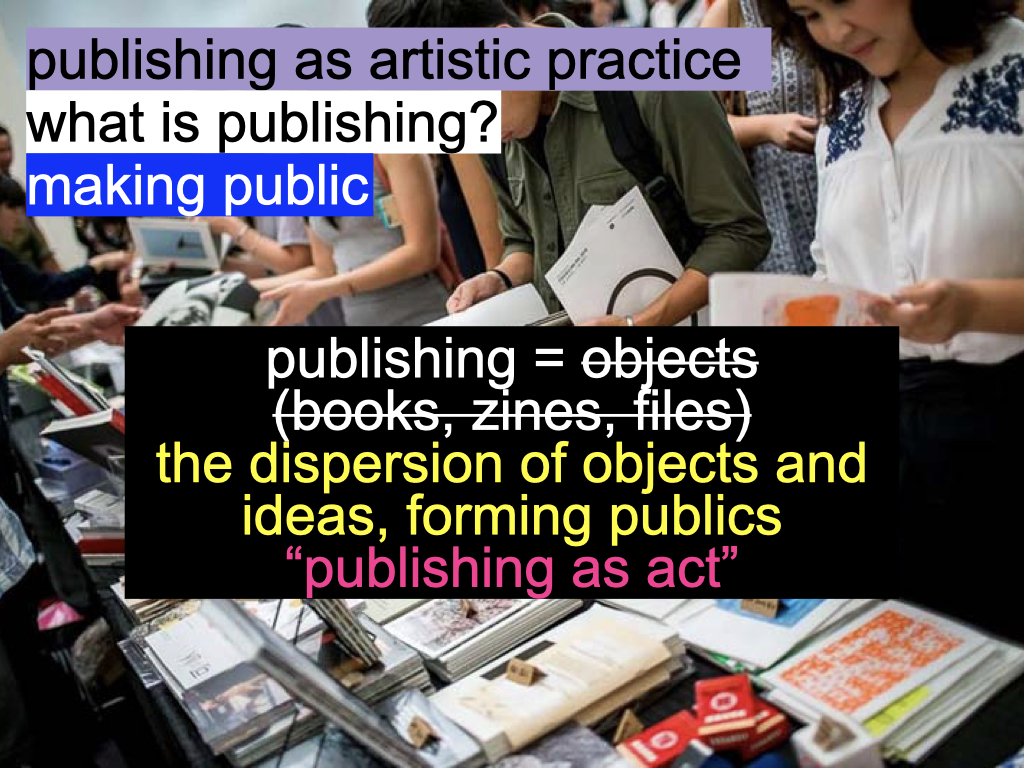 publishing as artistic practice
what is publishing?
making public
publishing = objects
(books, zines, files)
the dispersion of objects and
ideas, forming publics
“publishing as act”